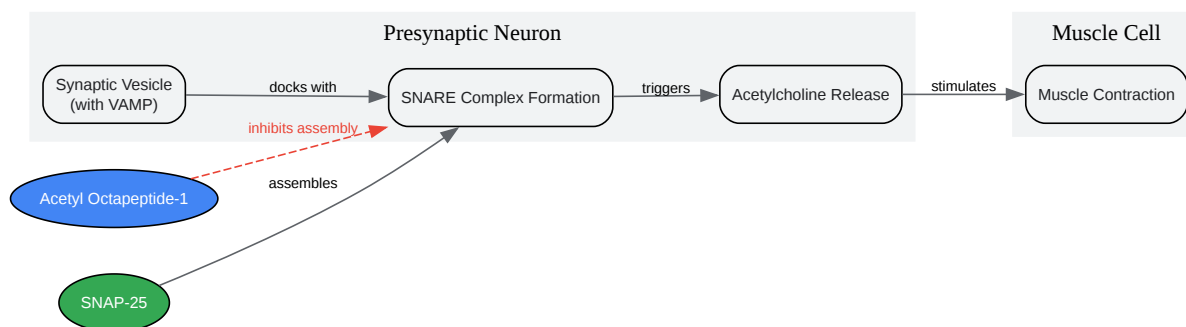 Presynaptic Neuron
Muscle Cell
Synaptic Vesicle
(with VAMP)
docks with
SNARE Complex Formation
triggers
Acetylcholine Release
stimulates
Muscle Contraction
inhibits assembly
Acetyl Octapeptide-1
assembles
SNAP-25